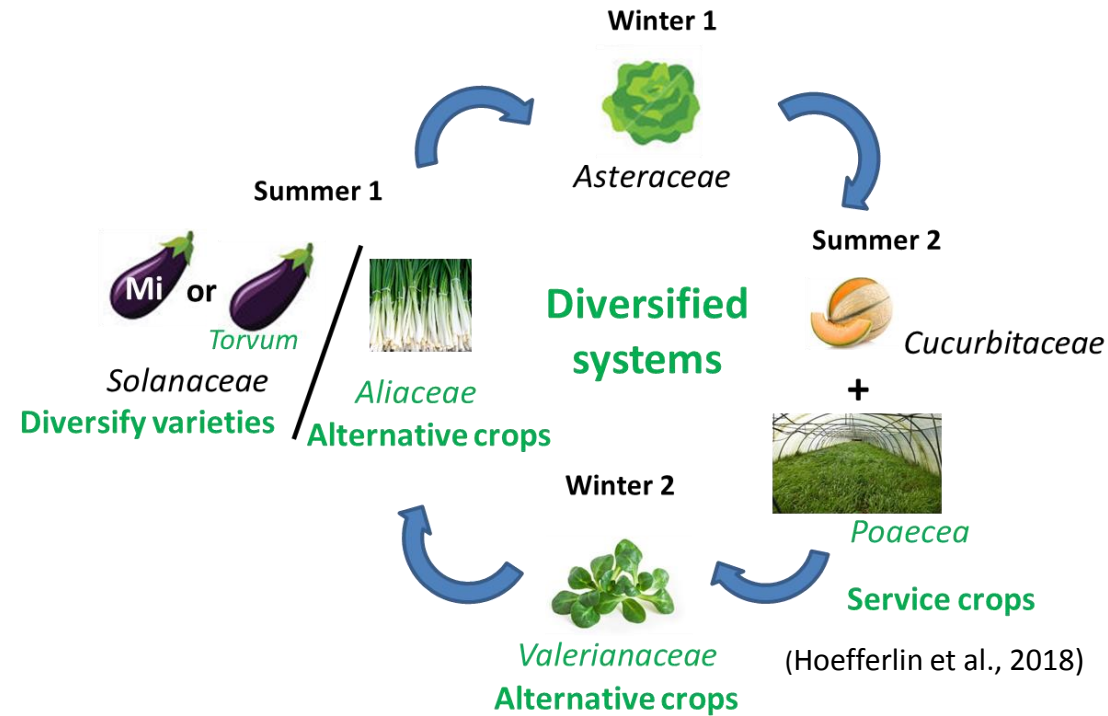 Winter 1
Asteraceae
Summer 1
Mi or
Torvum
Solanaceae
Diversify varieties
Aliaceae
Alternative crops
Diversified
systems
Summer 2
Cucurbitaceae
+
Poaecea
Service crops
Winter 2
Valerianaceae
Alternative crops
(Hoefferlin et al., 2018)